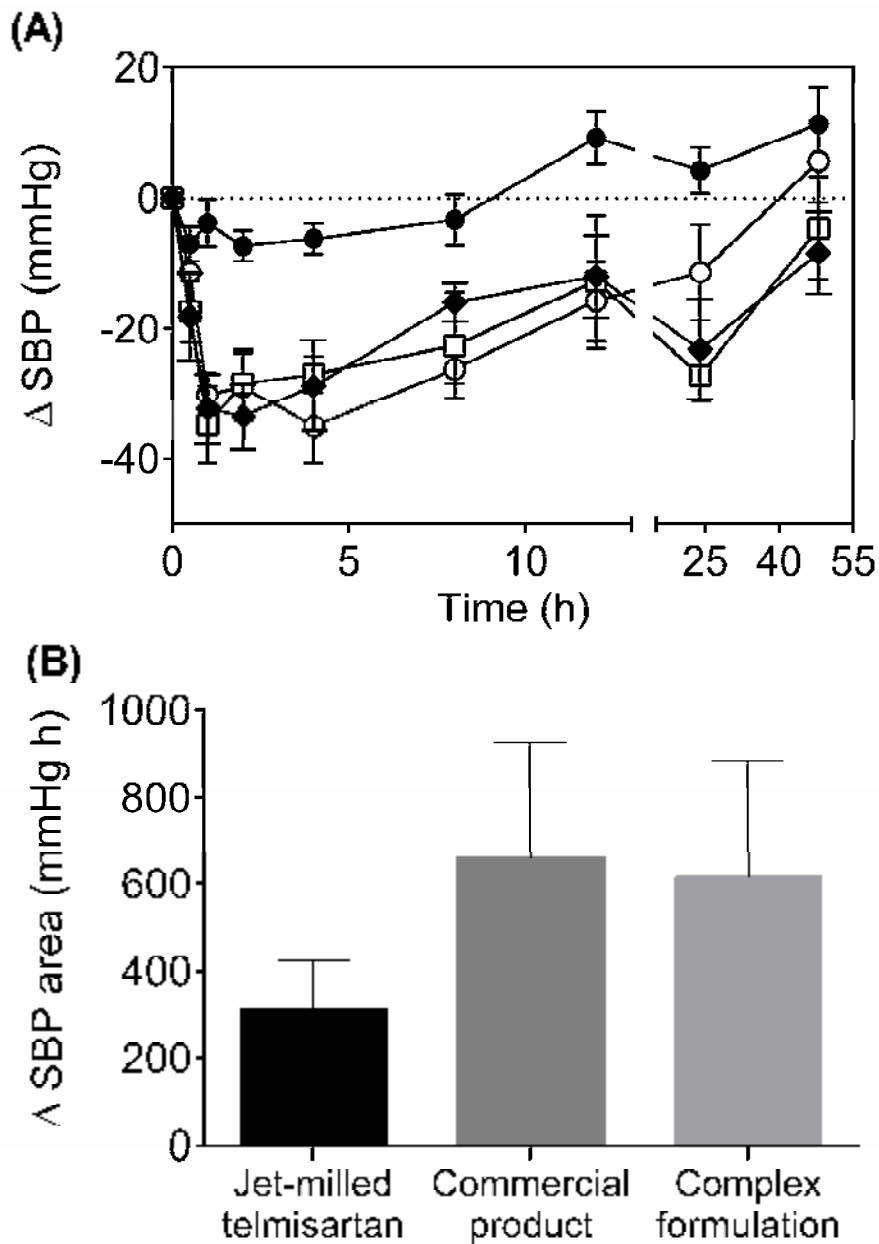 (A)
Δ SBP (mmHg)
20
0
-20
-40
0
5
10
25
40
55
Time (h)
(B)
Δ SBP area (mmHg h)
1000
800
600
400
200
0
Jet-milled
telmisartan
Commercial
product
Complex
formulation